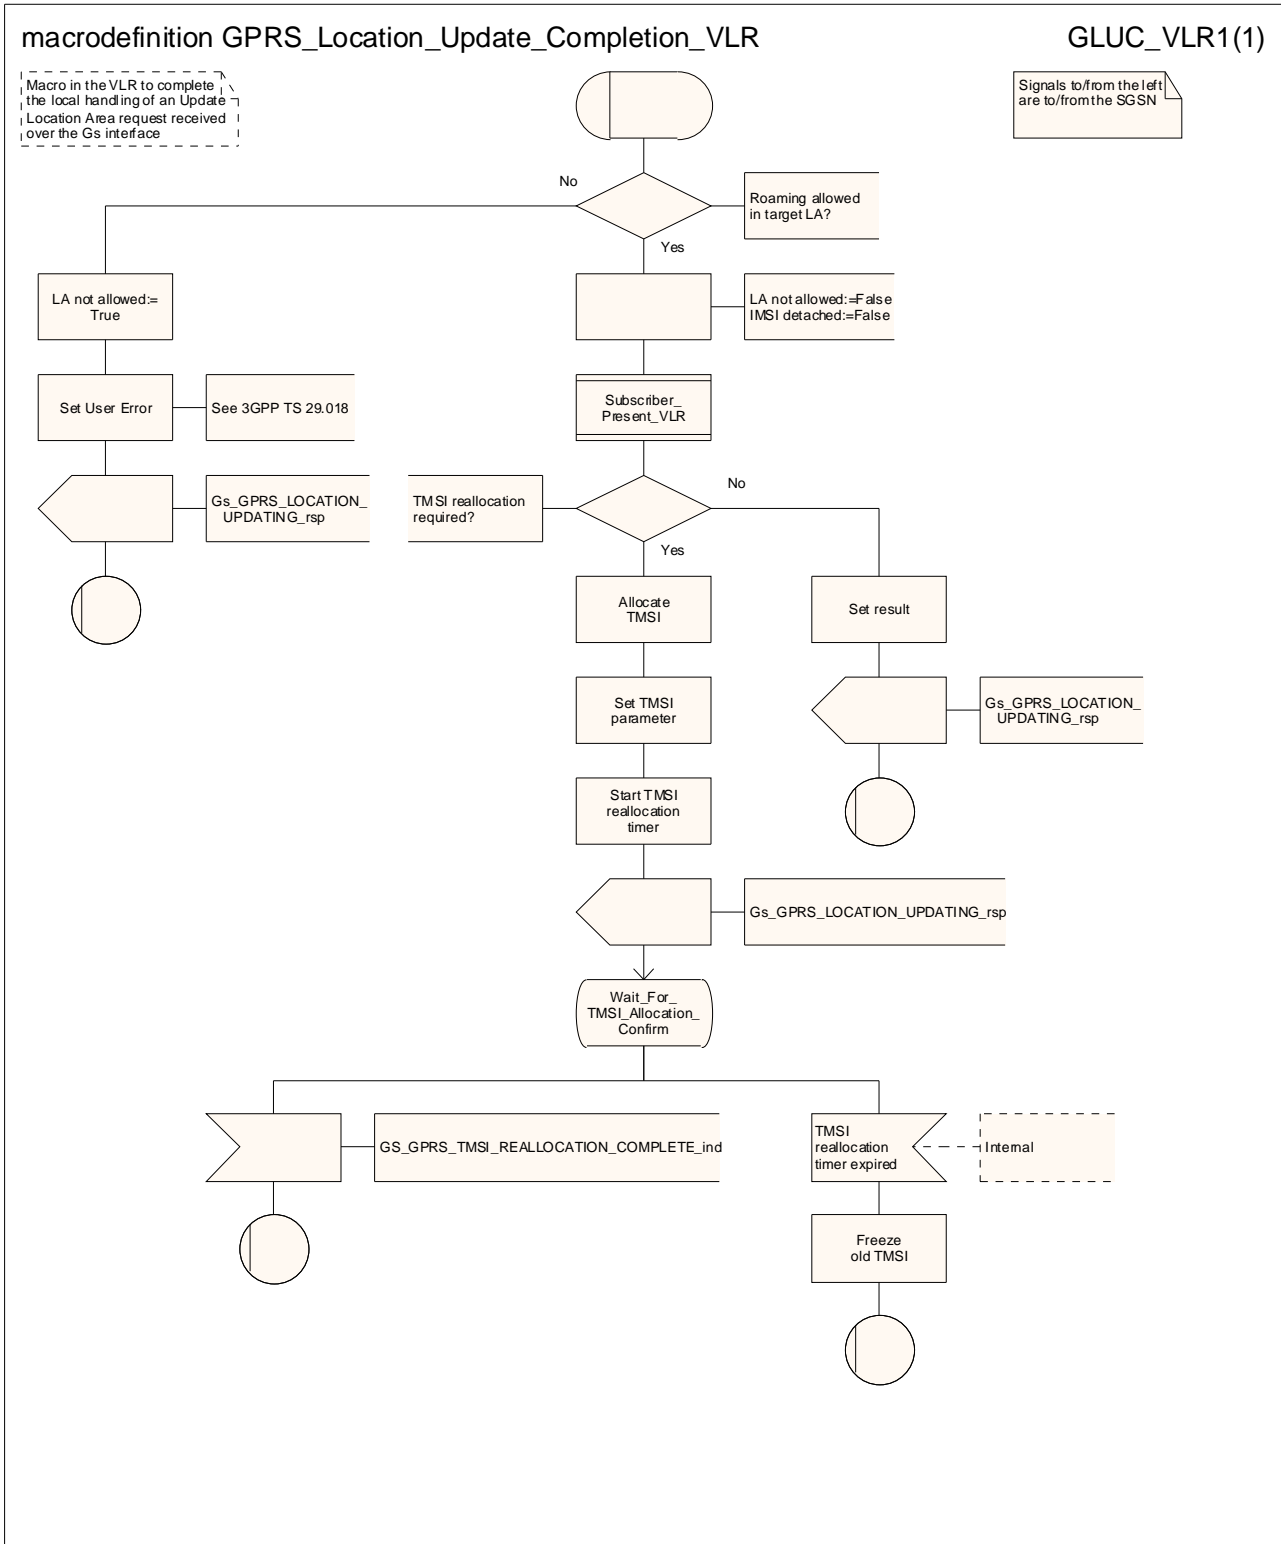 macrodefinition GPRS_Location_Update_Completion_VLR
GLUC_VLR1(1)
Macro in the VLR to complete
the local handling of an Update
Location Area request received
over the Gs interface
Signals to/from the left
are to/from the SGSN
No
Roaming allowed
in target LA?
Yes
LA not allowed:=
True
LA not allowed:=False
IMSI detached:=False
Set User Error
See 3GPP TS 29.018
Subscriber_
Present_VLR
Gs_GPRS_LOCATION_
UPDATING_rsp
TMSI reallocation
required?
No
Yes
Allocate
TMSI
Set result
Set TMSI
parameter
Gs_GPRS_LOCATION_
UPDATING_rsp
Start TMSI
reallocation
timer
Gs_GPRS_LOCATION_UPDATING_rsp
Wait_For_
TMSI_Allocation_
Confirm
GS_GPRS_TMSI_REALLOCATION_COMPLETE_ind
TMSI
reallocation
timer expired
Internal
Freeze
old TMSI